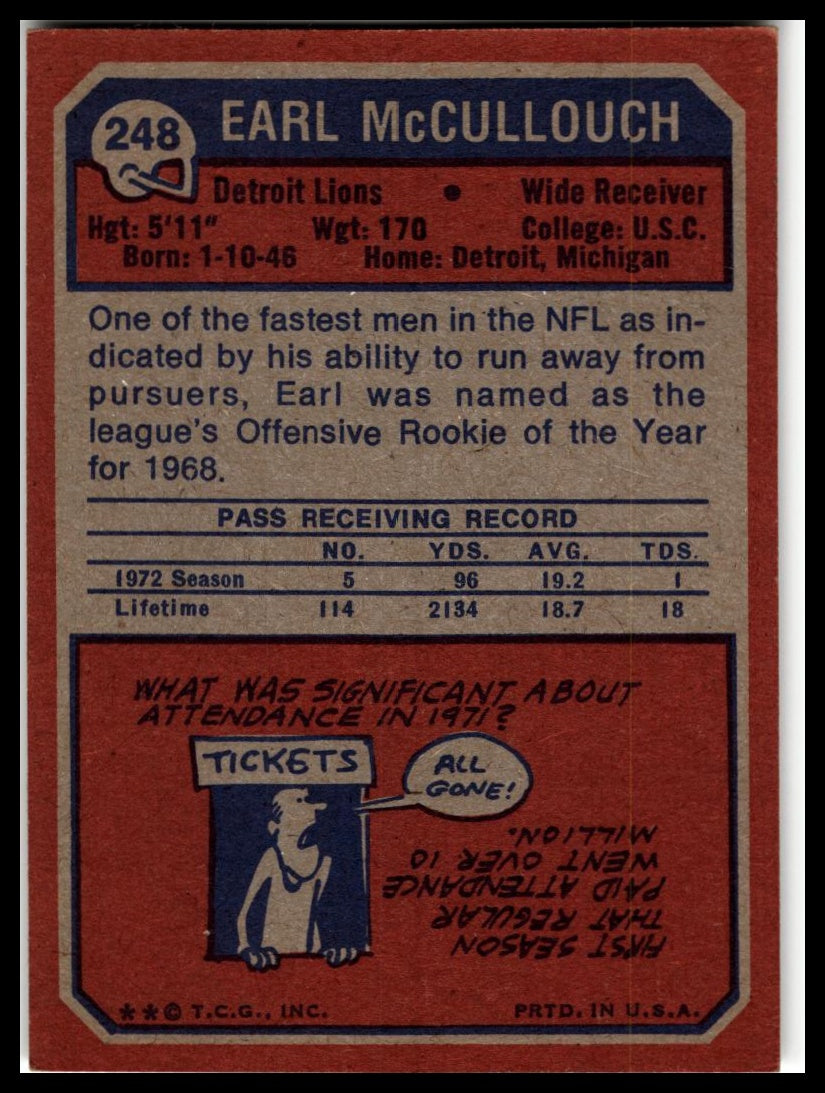 248 EARL McCULLOUCH
Detroit Lions • Wide Receiver
Hgt: 5'11" Wgt: 170 College: U.S.C.
Born: 1-10-46 Home: Detroit, Michigan
One of the fastest men in the NFL as in-
dicated by his ability to run away from
pursuers, Earl was named as the
league's Offensive Rookie of the Year
for 1968.
PASS RECEIVING RECORD
NO. YDS. AVG. TDS.
1972 Season 5 96 19.2 1
Lifetime 114 2134 18.7 18
WHAT WAS SIGNIFICANT ABOUT
ATTENDANCE IN 1971?
TICKETS
ALL
GONE!
FIRST SEASON
THAT REGULAR
PAID ATTENDANCE
WENT OVER 10
MILLION.
**© T.C.G., INC. PRTD. IN U.S.A.